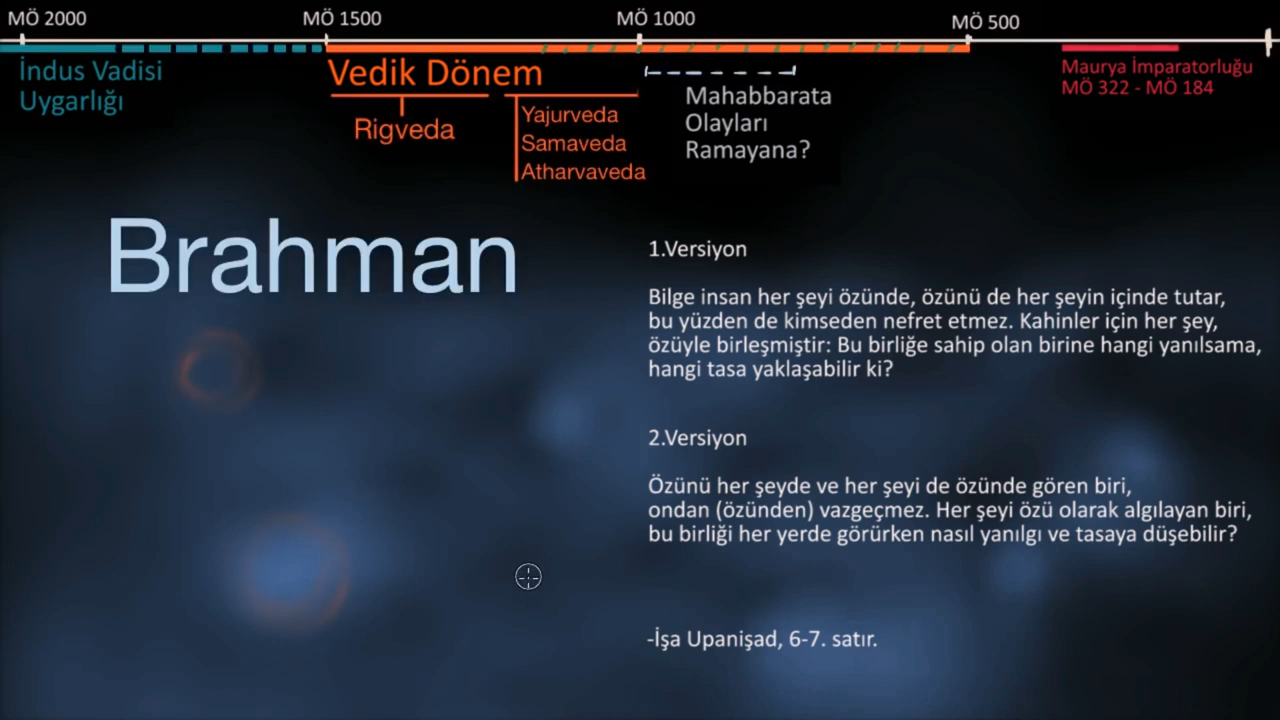 MÖ 2000
MÖ 1500
MÖ 1000
MÖ 500
İndus Vadisi
Uygarlığı
Vedik Dönem
Rigveda
Yajurveda
Samaveda
Atharvaveda
Mahabbarata
Olayları
Ramayana?
Maurya İmparatorluğu
MÖ 322 - MÖ 184
Brahman
1.Versiyon
Bilge insan her şeyi özünde, özünü de her şeyin içinde tutar,
bu yüzden de kimseden nefret etmez. Kahinler için her şey,
özüyle birleşmiştir: Bu birliğe sahip olan birine hangi yanılsama,
hangi tasa yaklaşabilir ki?
2.Versiyon
Özünü her şeyde ve her şeyi de özünde gören biri,
ondan (özünden) vazgeçmez. Her şeyi özü olarak algılayan biri,
bu birliği her yerde görürken nasıl yanılgı ve tasaya düşebilir?
-İşa Upanişad, 6-7. satır.